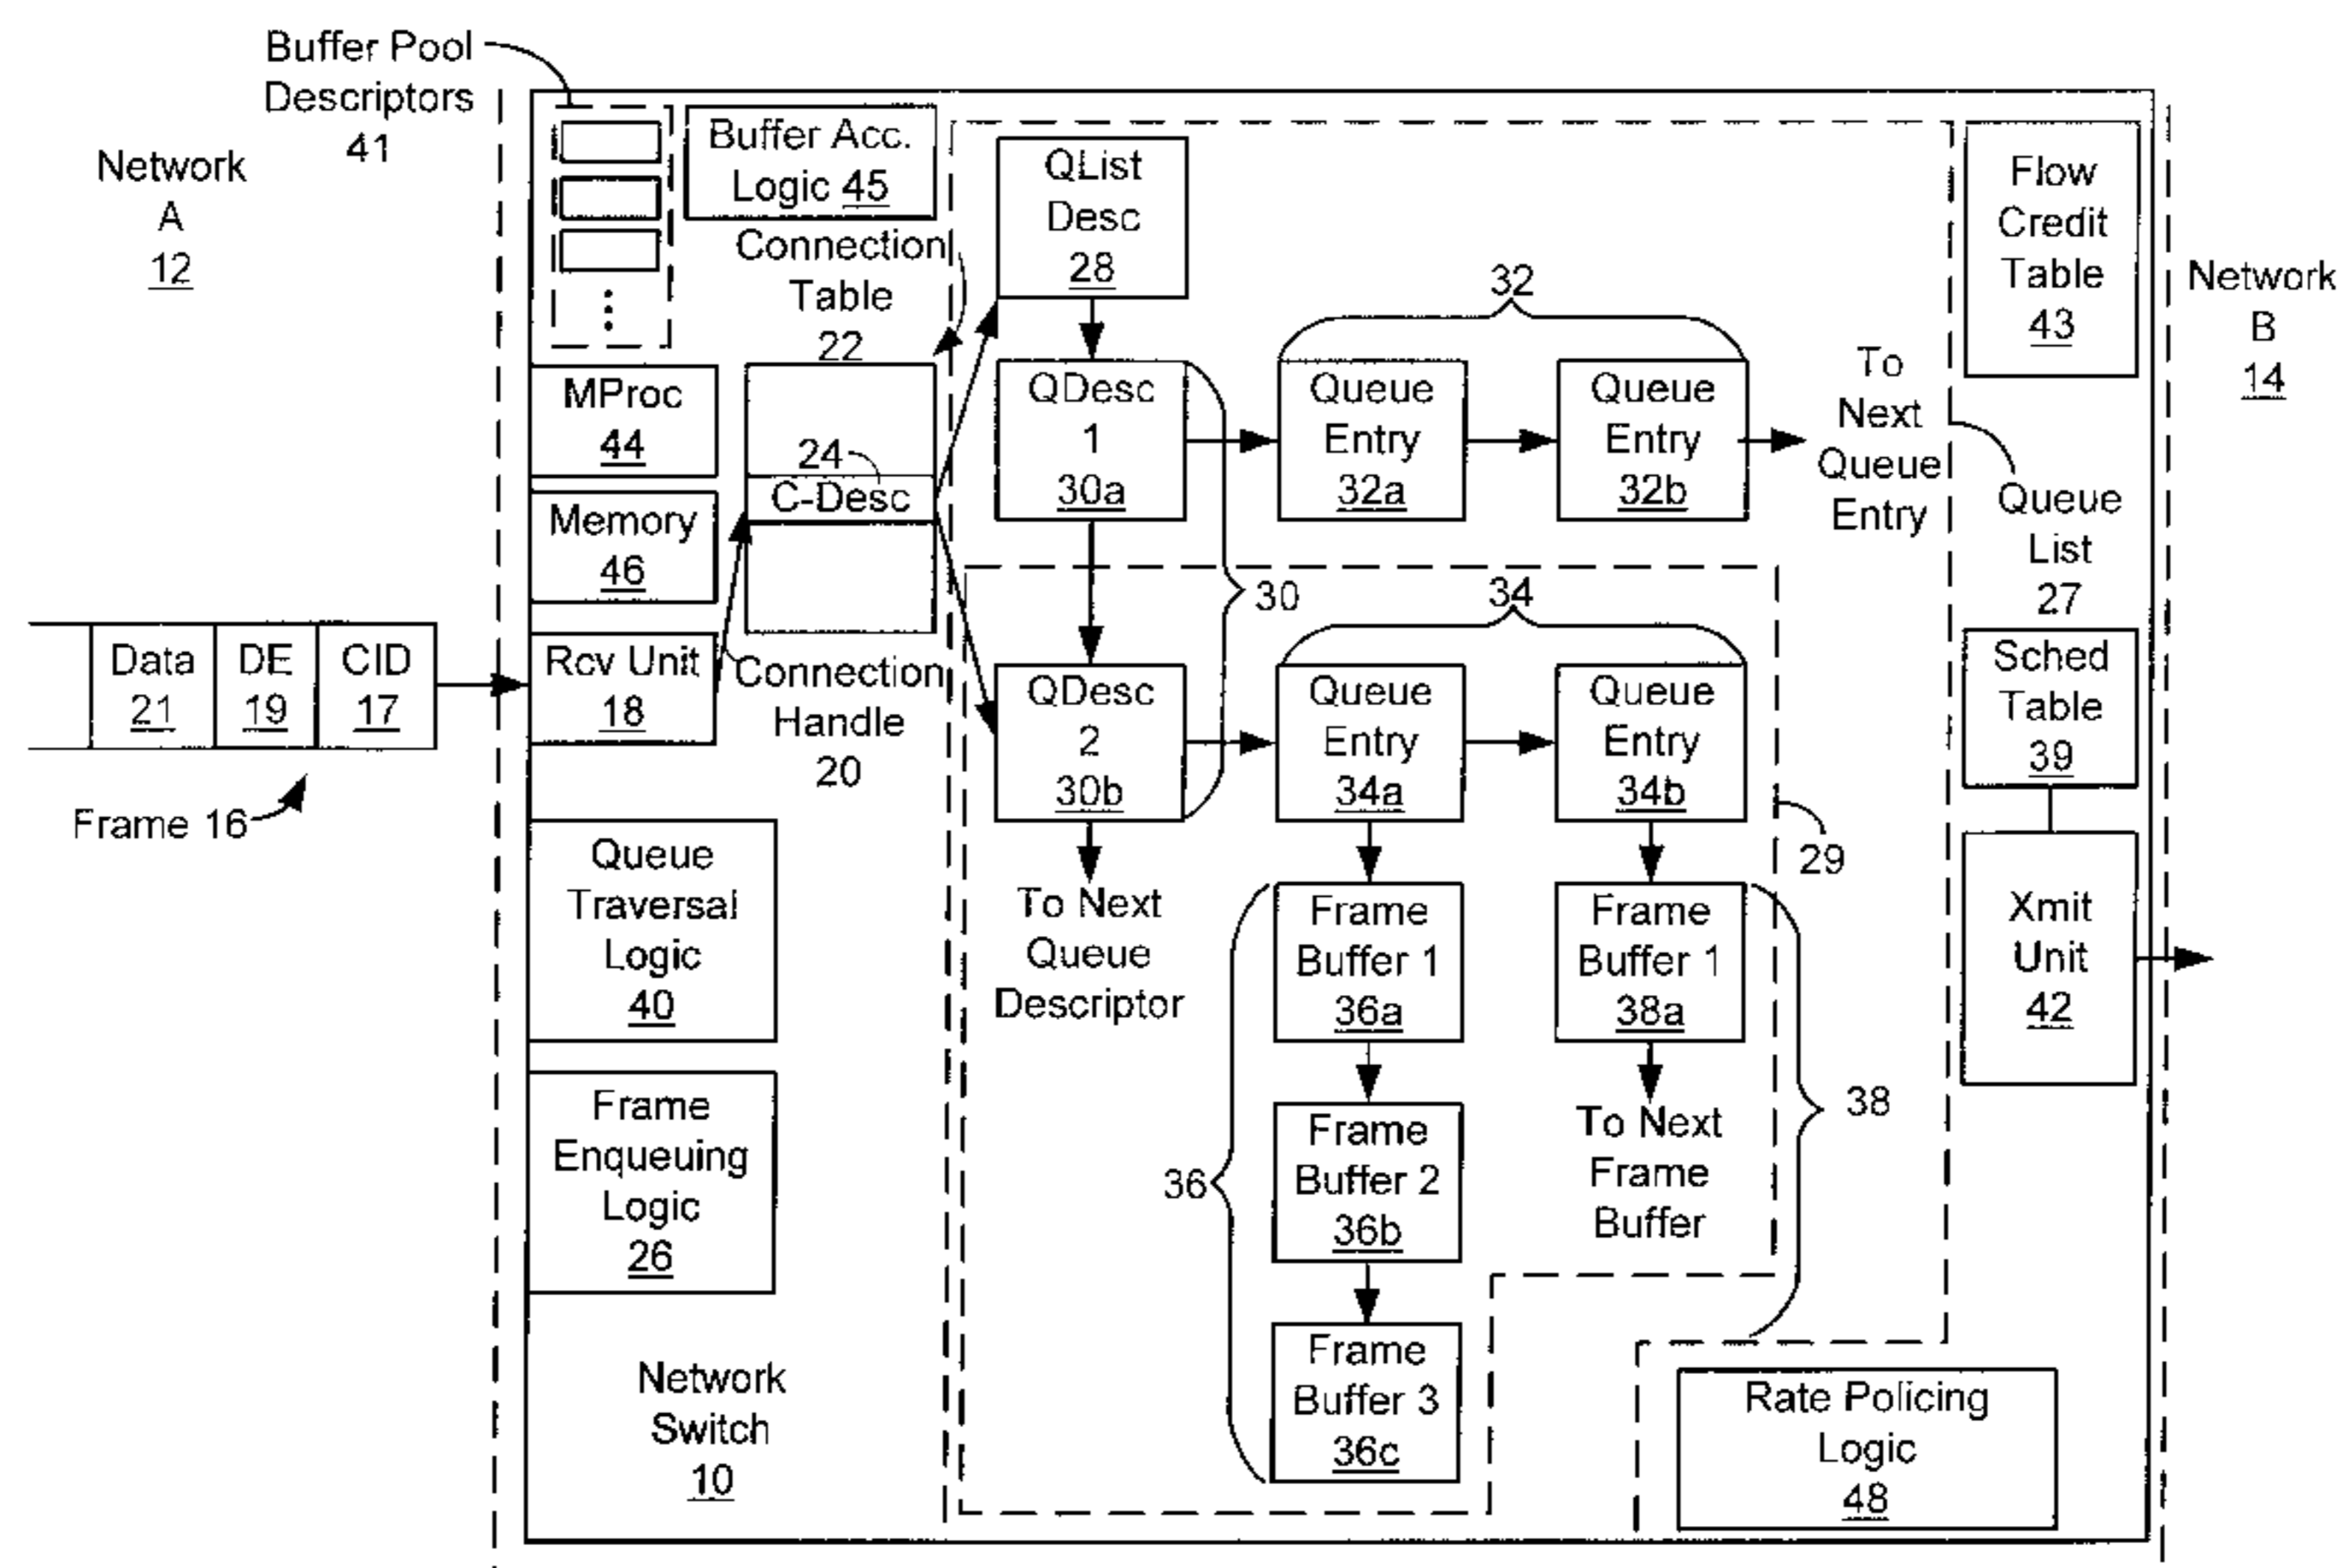 Buffer Pool
Descriptors
41
Network
A
12
Buffer Acc.
Logic 45
Connection
Table
22
QList
Desc
28
Flow
Credit
Table
43
Network
B
14
MProc
44
Memory
46
24
C-Desc
QDesc
1
30a
32
Queue
Entry
32a
Queue
Entry
32b
To
Next
Queue
Entry
Queue
List
27
30
34
Data
21
DE
19
CID
17
Frame 16
Rcv Unit
18
Connection
Handle
20
QDesc
2
30b
Queue
Entry
34a
Queue
Entry
34b
Sched
Table
39
29
Queue
Traversal
Logic
40
To Next
Queue
Descriptor
Frame
Buffer 1
36a
Frame
Buffer 1
38a
Xmit
Unit
42
Frame
Enqueuing
Logic
26
36
Frame
Buffer 2
36b
To Next
Frame
Buffer
38
Frame
Buffer 3
36c
Network
Switch
10
Rate Policing
Logic
48